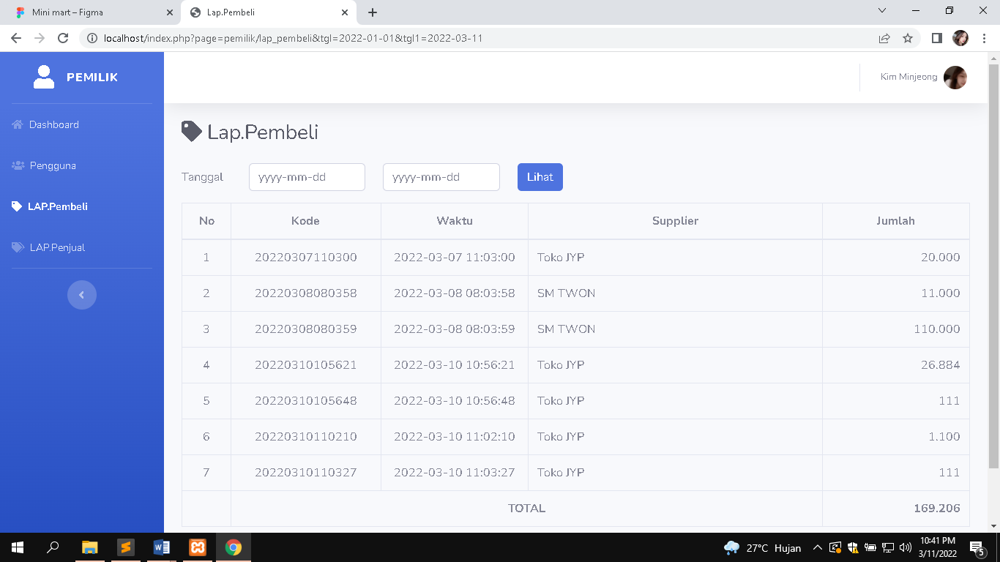 Mini mart – Figma
Lap.Pembeli
localhost/index.php?page=pemilik/lap_pembeli&tgl=2022-01-01&tgl1=2022-03-11
PEMILIK
Kim Minjeong
Dashboard
Pengguna
LAP.Pembeli
LAP.Penjual
Lap.Pembeli
Tanggal yyyy-mm-dd yyyy-mm-dd Lihat
No Kode Waktu Supplier Jumlah
1 20220307110300 2022-03-07 11:03:00 Toko JYP 20.000
2 20220308080358 2022-03-08 08:03:58 SM TWON 11.000
3 20220308080359 2022-03-08 08:03:59 SM TWON 110.000
4 20220310105621 2022-03-10 10:56:21 Toko JYP 26.884
5 20220310105648 2022-03-10 10:56:48 Toko JYP 111
6 20220310110210 2022-03-10 11:02:10 Toko JYP 1.100
7 20220310110327 2022-03-10 11:03:27 Toko JYP 111
TOTAL 169.206
27°C Hujan
10:41 PM
3/11/2022
5